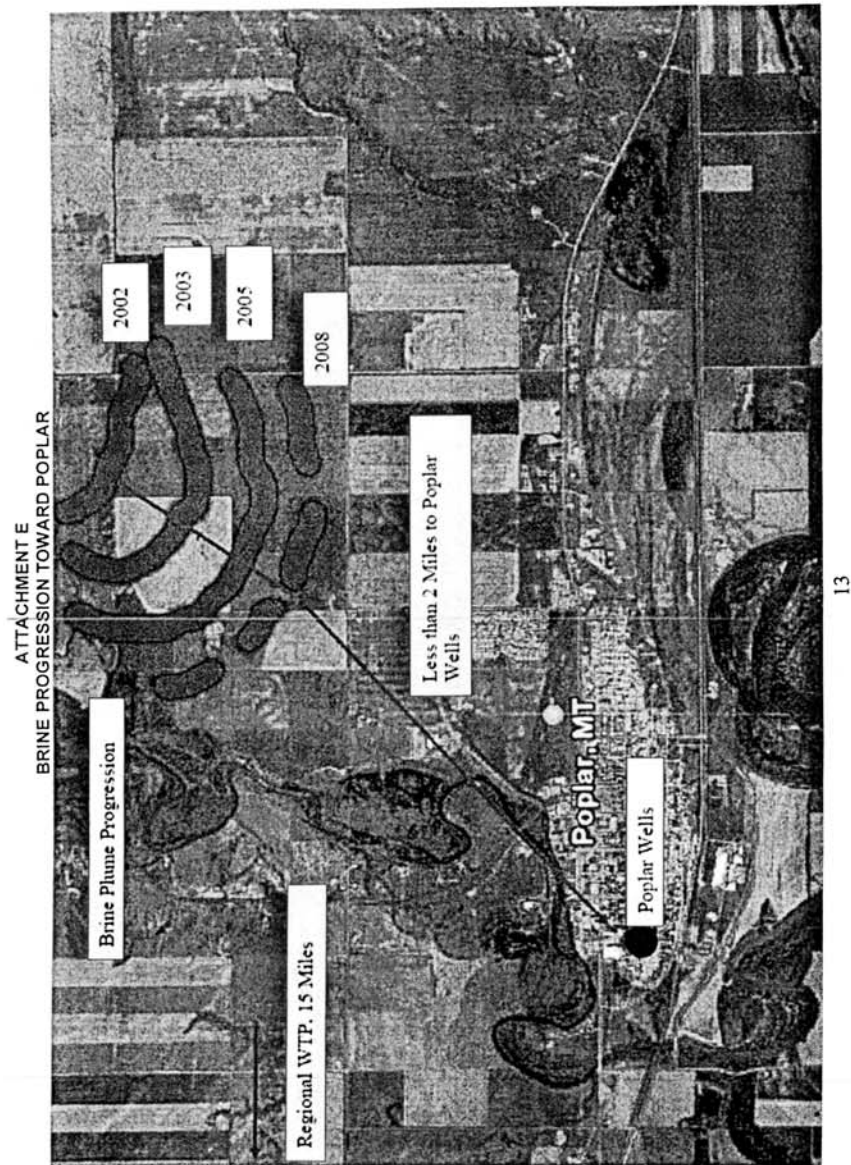 ATTACHMENT E
BRINE PROGRESSION TOWARD POPLAR
Brine Plume Progression
2002
2003
2005
2008
Regional WTP. 15 Miles
Less than 2 Miles to Poplar
Wells
Poplar, MT
Poplar Wells
13